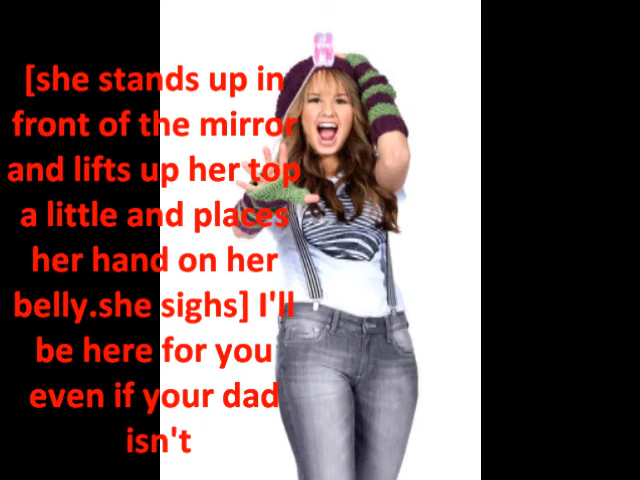 [she stands up in
front of the mirror
and lifts up her top
a little and places
her hand on her
belly.she sighs] I'll
be here for you
even if your dad
isn't